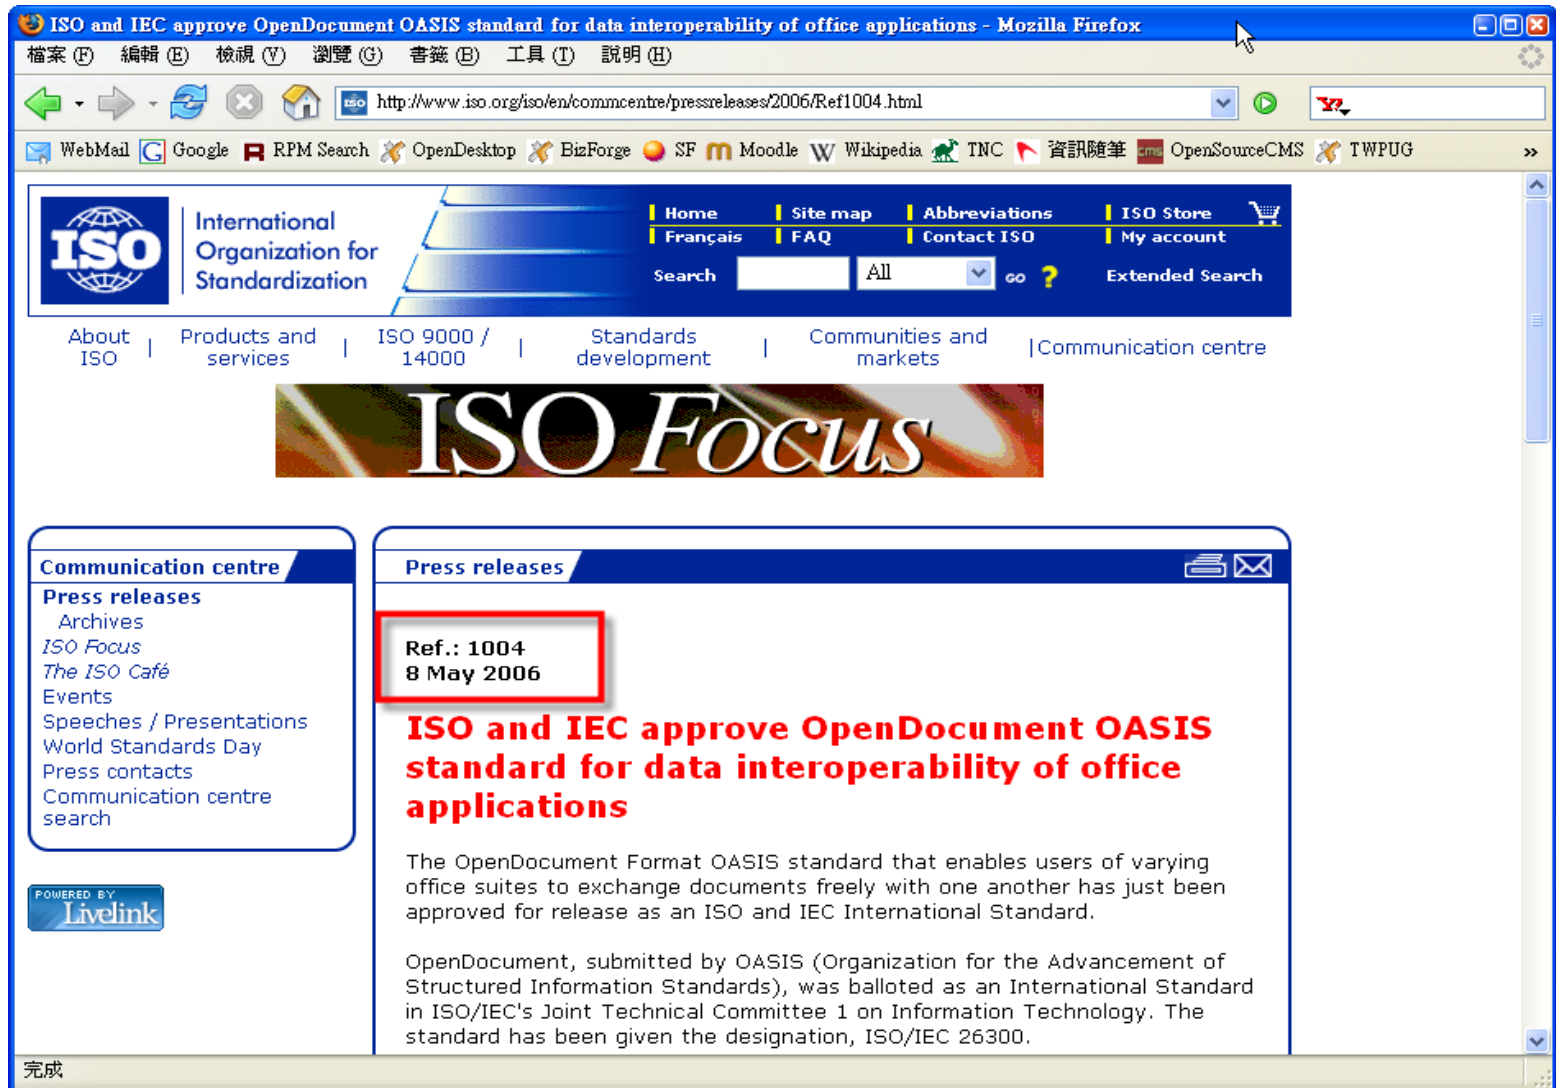 ISO and IEC approve OpenDocument OASIS standard for data interoperability of office applications - Mozilla Firefox
檔案(F) 編輯(E) 檢視(V) 瀏覽(G) 書籤(B) 工具(T) 說明(H)
http://www.iso.org/iso/en/commcentre/pressreleases/2006/Ref1004.html
WebMail Google RPM Search OpenDesktop BizForge SF Moodle Wikipedia TNC 資訊隨筆 OpenSourceCMS TWPUG »
ISO
International
Organization for
Standardization
Home Site map Abbreviations ISO Store
Français FAQ Contact ISO My account
Search All GO ? Extended Search
About ISO | Products and services | ISO 9000 / 14000 | Standards development | Communities and markets | Communication centre
ISO Focus
Communication centre
Press releases
Archives
ISO Focus
The ISO Café
Events
Speeches / Presentations
World Standards Day
Press contacts
Communication centre
search
POWERED BY
Livelink
Press releases
Ref.: 1004
8 May 2006
ISO and IEC approve OpenDocument OASIS
standard for data interoperability of office
applications
The OpenDocument Format OASIS standard that enables users of varying
office suites to exchange documents freely with one another has just been
approved for release as an ISO and IEC International Standard.
OpenDocument, submitted by OASIS (Organization for the Advancement of
Structured Information Standards), was balloted as an International Standard
in ISO/IEC's Joint Technical Committee 1 on Information Technology. The
standard has been given the designation, ISO/IEC 26300.
完成